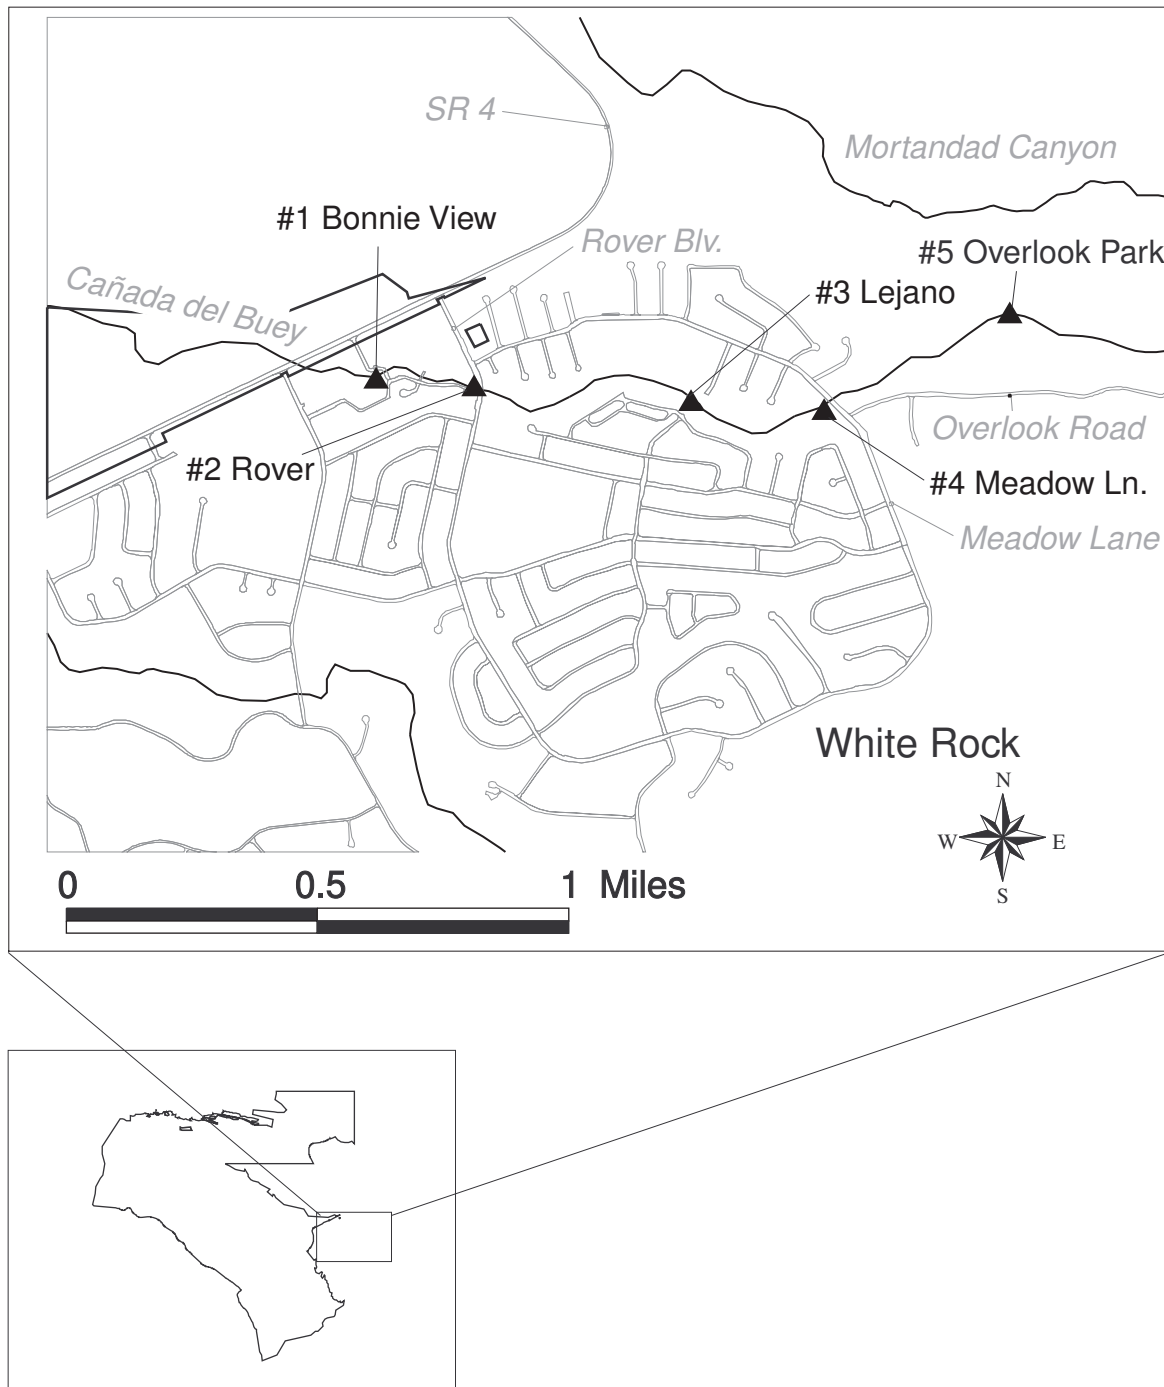 SR 4
Mortandad Canyon
#1 Bonnie View
Rover Blv.
#5 Overlook Park
Cañada del Buey
#3 Lejano
Overlook Road
#2 Rover
#4 Meadow Ln.
Meadow Lane
White Rock
N
W
E
S
0 0.5 1 Miles